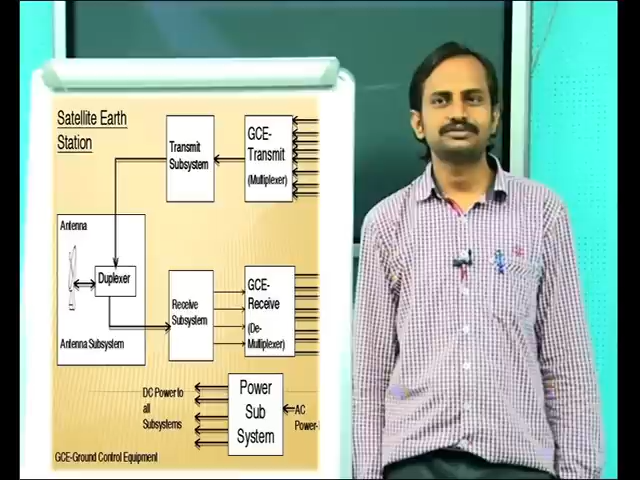 Satellite Earth
Station
Transmit
Subsystem
GCE-
Transmit
(Multiplexer)
Antenna
Duplexer
Antenna Subsystem
Receive
Subsystem
GCE-
Receive
(De-
Multiplexer)
DC Power to
all
Subsystems
Power
Sub
System
AC
Power-
GCE-Ground Control Equipment